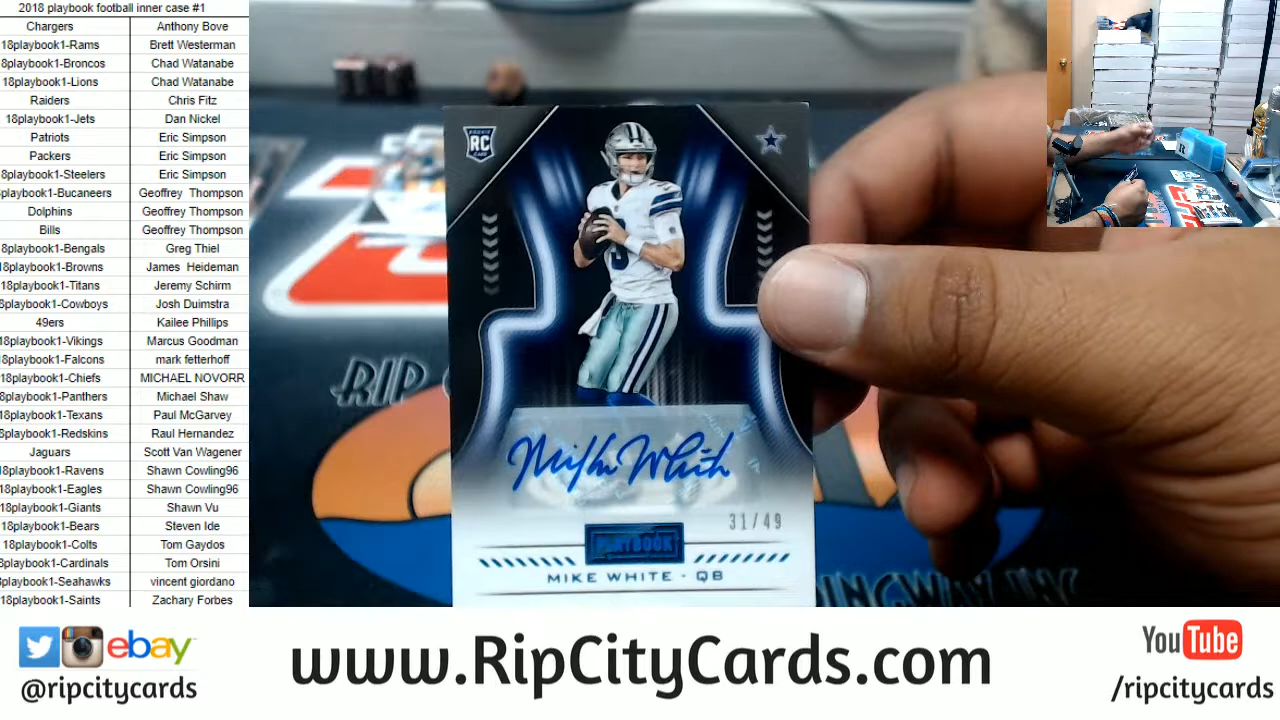 2018 playbook football inner case #1
Chargers Anthony Bove
18playbook1-Rams Brett Westerman
8playbook1-Broncos Chad Watanabe
18playbook1-Lions Chad Watanabe
Raiders Chris Fitz
18playbook1-Jets Dan Nickel
Patriots Eric Simpson
Packers Eric Simpson
8playbook1-Steelers Eric Simpson
playbook1-Bucaneers Geoffrey Thompson
Dolphins Geoffrey Thompson
Bills Geoffrey Thompson
8playbook1-Bengals Greg Thiel
8playbook1-Browns James Heideman
18playbook1-Titans Jeremy Schirm
8playbook1-Cowboys Josh Duimstra
49ers Kailee Phillips
18playbook1-Vikings Marcus Goodman
8playbook1-Falcons mark fetterhoff
18playbook1-Chiefs MICHAEL NOVORR
8playbook1-Panthers Michael Shaw
18playbook1-Texans Paul McGarvey
8playbook1-Redskins Raul Hernandez
Jaguars Scott Van Wagener
18playbook1-Ravens Shawn Cowling96
18playbook1-Eagles Shawn Cowling96
18playbook1-Giants Shawn Vu
18playbook1-Bears Steven Ide
18playbook1-Colts Tom Gaydos
8playbook1-Cardinals Tom Orsini
playbook1-Seahawks vincent giordano
18playbook1-Saints Zachary Forbes
RC
Mike White
31/49
PLAYBOOK
MIKE WHITE - QB
RIP
INGWAY INC
ebay
@ripcitycards
www.RipCityCards.com
YouTube
/ripcitycards